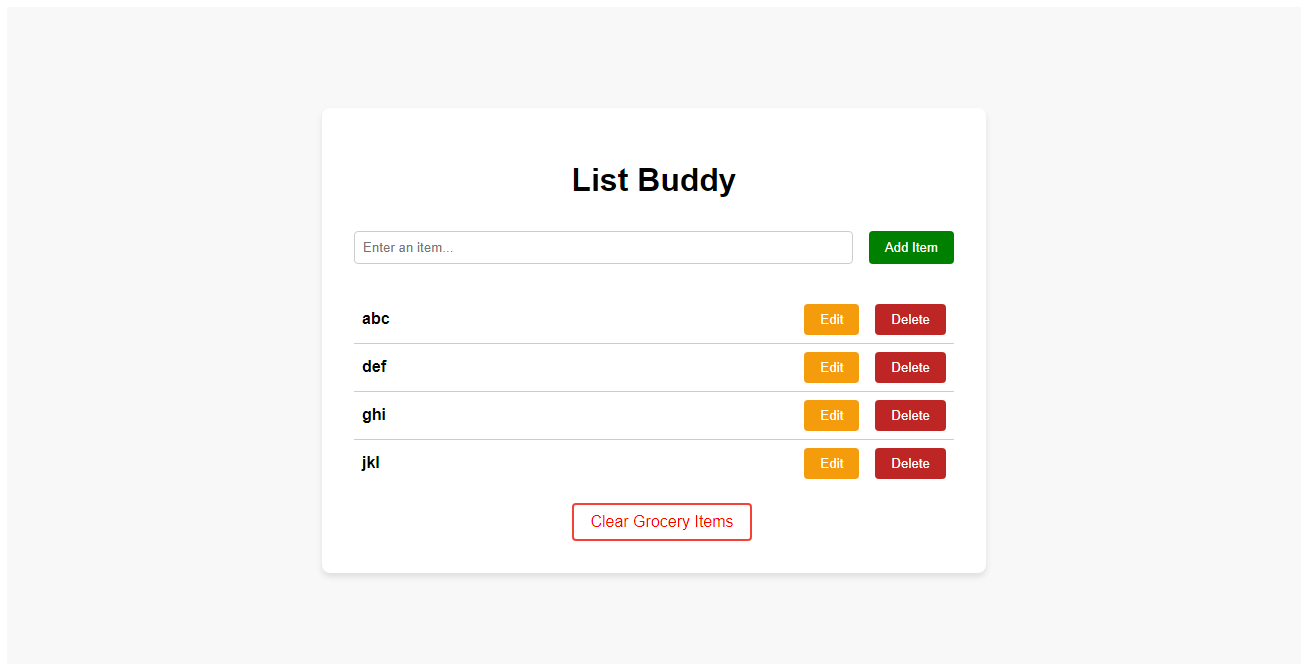 List Buddy
Enter an item... Add Item
abc Edit Delete
def Edit Delete
ghi Edit Delete
jkl Edit Delete
Clear Grocery Items